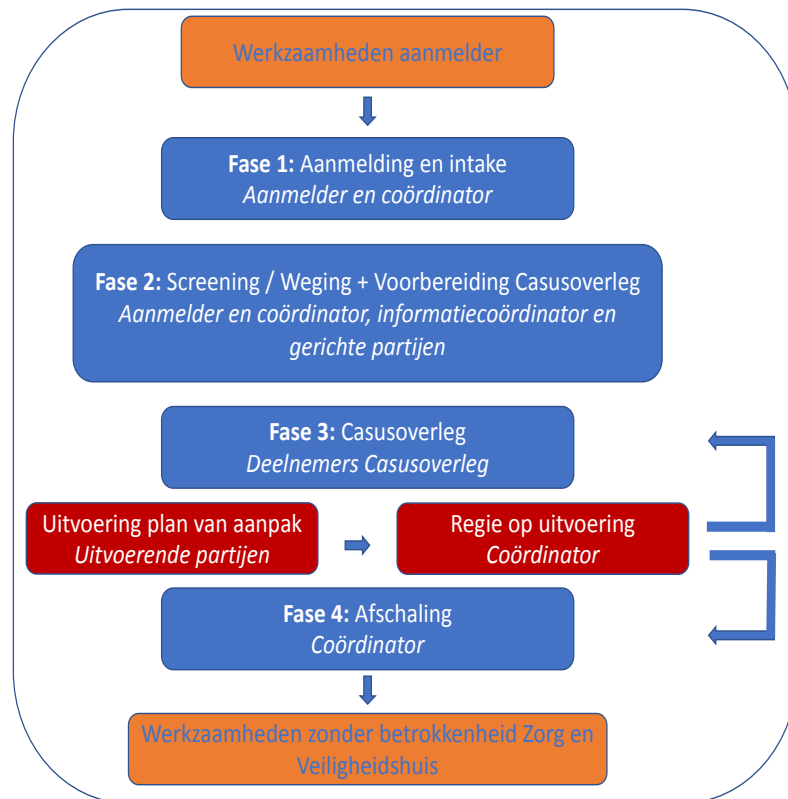 Werkzaamheden aanmelder
Fase 1: Aanmelding en intake
Aanmelder en coördinator
Fase 2: Screening / Weging + Voorbereiding Casusoverleg
Aanmelder en coördinator, informatiecoördinator en
gerichte partijen
Fase 3: Casusoverleg
Deelnemers Casusoverleg
Uitvoering plan van aanpak
Uitvoerende partijen
Regie op uitvoering
Coördinator
Fase 4: Afschaling
Coördinator
Werkzaamheden zonder betrokkenheid Zorg en
Veiligheidshuis